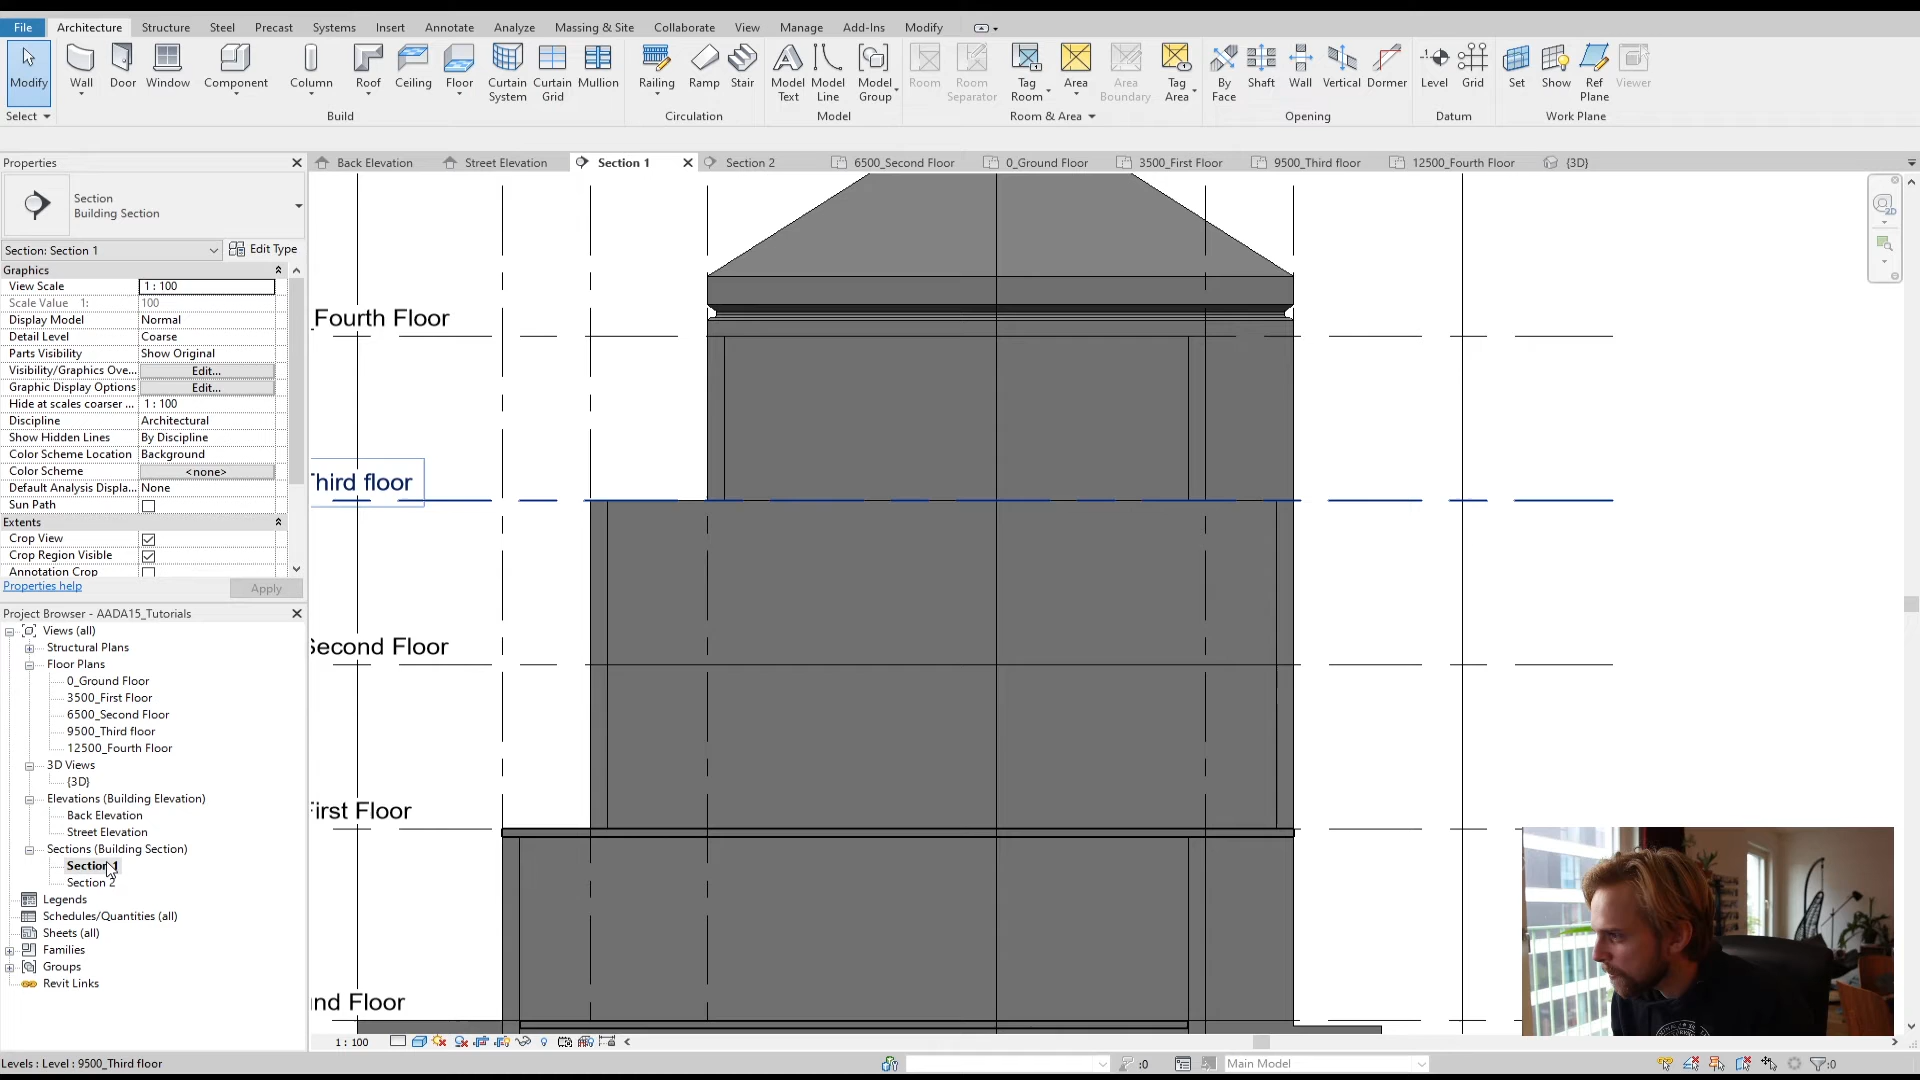 File Architecture Structure Steel Precast Systems Insert Annotate Analyze Massing & Site Collaborate View Manage Add-Ins Modify
Modify Wall Door Window Component Column Roof Ceiling Floor Curtain System Curtain Grid Mullion Railing Ramp Stair Model Text Model Line Model Group Room Room Separator Tag Room Area Area Boundary Tag Area By Face Shaft Wall Vertical Dormer Level Grid Set Show Ref Plane Viewer
Select Build Circulation Model Room & Area Opening Datum Work Plane
Properties
Back Elevation Street Elevation Section 1 Section 2 6500_Second Floor 0_Ground Floor 3500_First Floor 9500_Third floor 12500_Fourth Floor {3D}
Section
Building Section
Section: Section 1 Edit Type
Graphics
View Scale 1 : 100
Scale Value 1: 100
Display Model Normal
Detail Level Coarse
Parts Visibility Show Original
Visibility/Graphics Ove... Edit...
Graphic Display Options Edit...
Hide at scales coarser ... 1 : 100
Discipline Architectural
Show Hidden Lines By Discipline
Color Scheme Location Background
Color Scheme <none>
Default Analysis Displa... None
Sun Path
Extents
Crop View
Crop Region Visible
Annotation Crop
Properties help Apply
Project Browser - AADA15_Tutorials
Views (all)
Structural Plans
Floor Plans
0_Ground Floor
3500_First Floor
6500_Second Floor
9500_Third floor
12500_Fourth Floor
3D Views
{3D}
Elevations (Building Elevation)
Back Elevation
Street Elevation
Sections (Building Section)
Section 1
Section 2
Legends
Schedules/Quantities (all)
Sheets (all)
Families
Groups
Revit Links
_Fourth Floor
Third floor
Second Floor
First Floor
nd Floor
1 : 100
Levels : Level : 9500_Third floor
:0 Main Model :0
2D